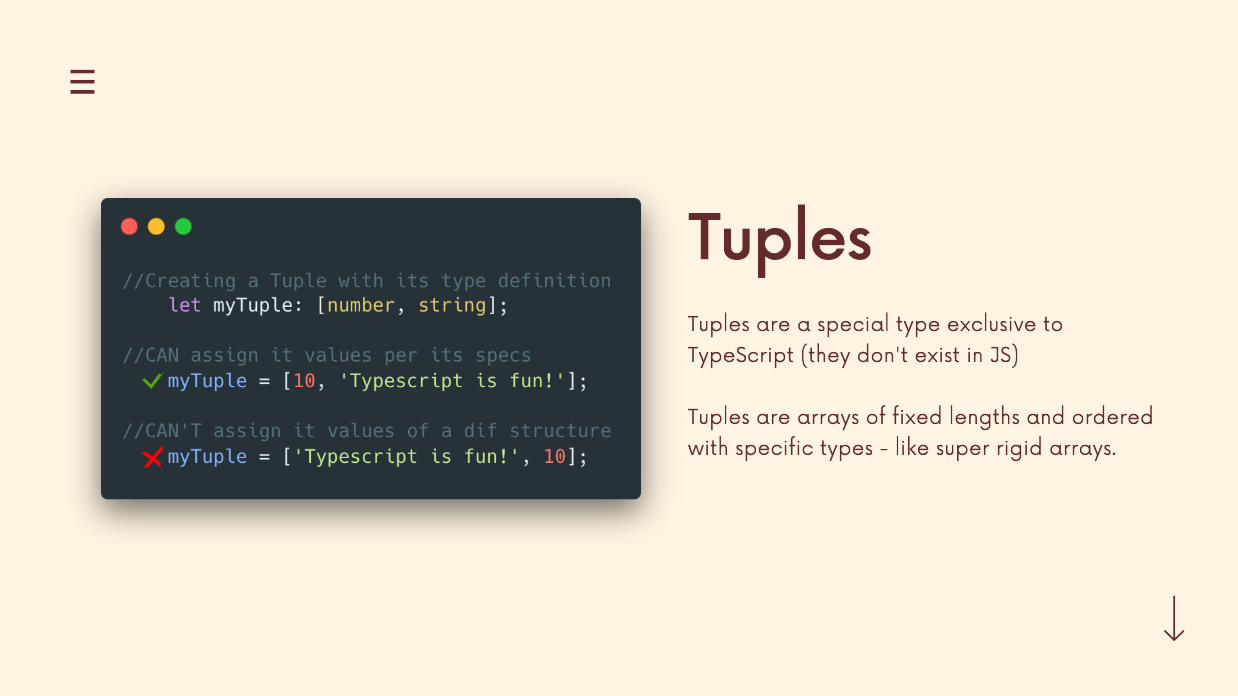 //Creating a Tuple with its type definition
let myTuple: [number, string];
//CAN assign it values per its specs
myTuple = [10, 'Typescript is fun!'];
//CAN'T assign it values of a dif structure
myTuple = ['Typescript is fun!', 10];
Tuples
Tuples are a special type exclusive to
TypeScript (they don't exist in JS)
Tuples are arrays of fixed lengths and ordered
with specific types - like super rigid arrays.